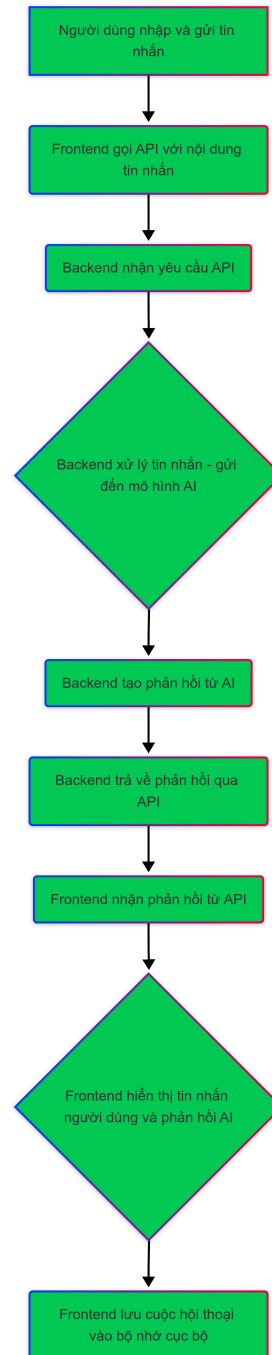 Người dùng nhập và gửi tin
nhắn
Frontend gọi API với nội dung
tin nhắn
Backend nhận yêu cầu API
Backend xử lý tin nhắn - gửi
đến mô hình AI
Backend tạo phản hồi từ AI
Backend trả về phản hồi qua
API
Frontend nhận phản hồi từ API
Frontend hiển thị tin nhắn
người dùng và phản hồi AI
Frontend lưu cuộc hội thoại
vào bộ nhớ cục bộ